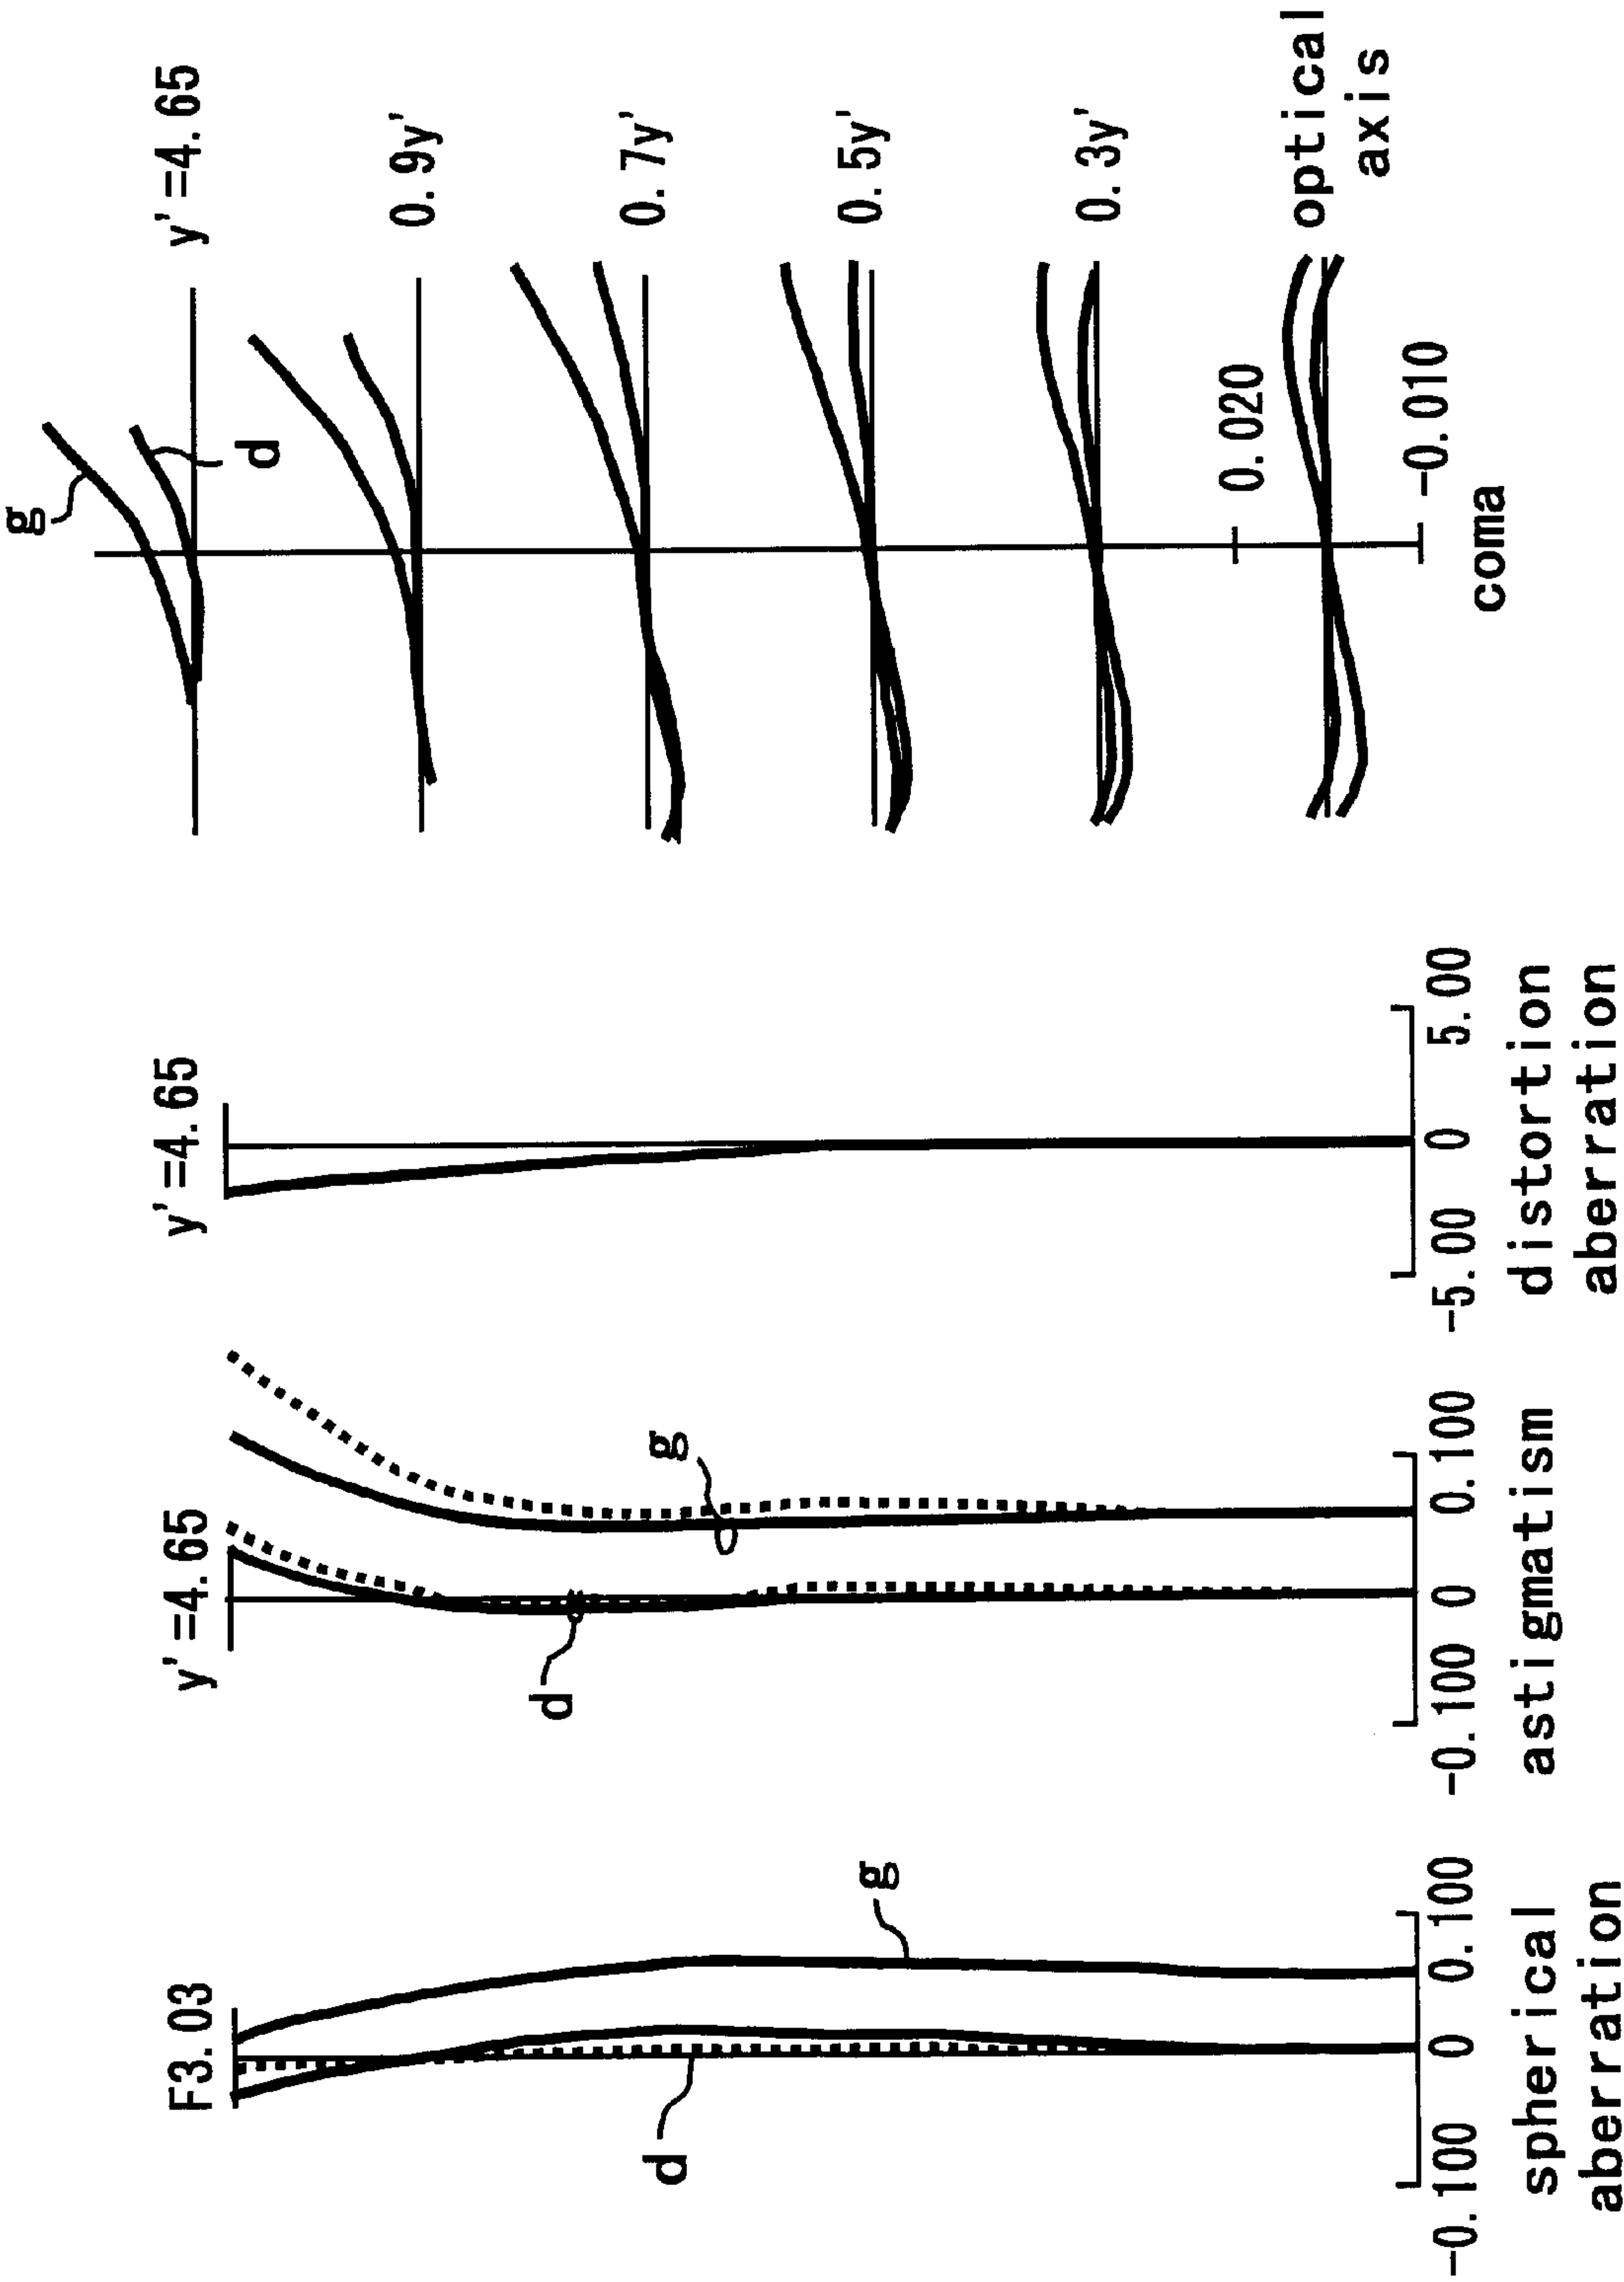 F3.03
g
d
-0.100 0 0.100
spherical
aberration
y'=4.65
g
d
-0.100 0 0.100
astigmatism
y'=4.65
-5.00 0 5.00
distortion
aberration
g
d
y'=4.65
0.9y'
0.7y'
0.5y'
0.3y'
0.020
optical
axis
-0.010
coma